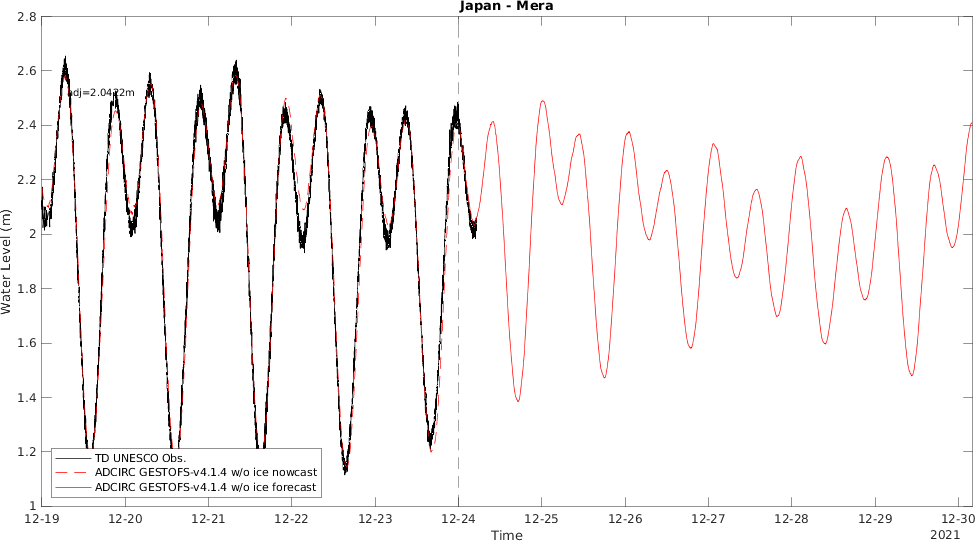 Japan - Mera
2.8
2.6
adj=2.0422m
2.4
2.2
2
1.8
1.6
1.4
1.2
1
Water Level (m)
TD UNESCO Obs.
ADCIRC GESTOFS-v4.1.4 w/o ice nowcast
ADCIRC GESTOFS-v4.1.4 w/o ice forecast
12-19 12-20 12-21 12-22 12-23 12-24 12-25 12-26 12-27 12-28 12-29 12-30
Time
2021